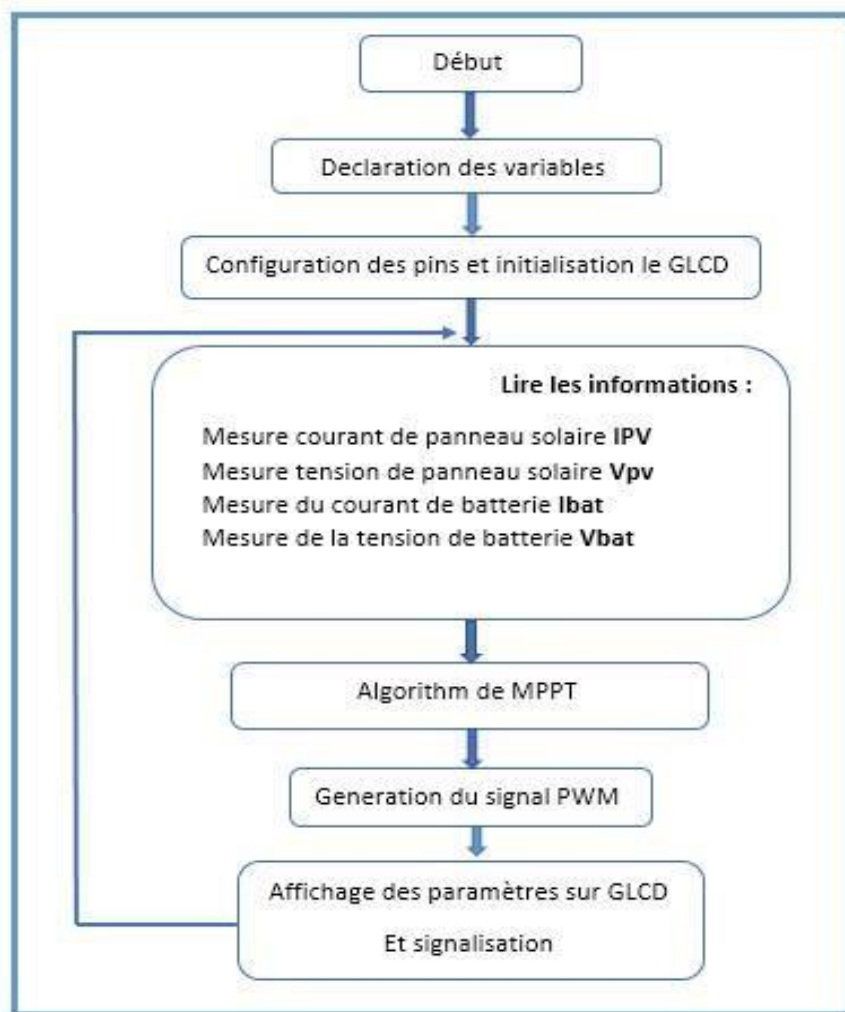 Début
Declaration des variables
Configuration des pins et initialisation le GLCD
Lire les informations :
Mesure courant de panneau solaire IPV
Mesure tension de panneau solaire Vpv
Mesure du courant de batterie Ibat
Mesure de la tension de batterie Vbat
Algorithm de MPPT
Generation du signal PWM
Affichage des paramètres sur GLCD
Et signalisation